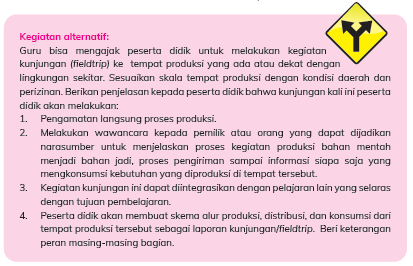 Kegiatan alternatif:
Guru bisa mengajak peserta didik untuk melakukan kegiatan
kunjungan (fieldtrip) ke tempat produksi yang ada atau dekat dengan
lingkungan sekitar. Sesuaikan skala tempat produksi dengan kondisi daerah dan
perizinan. Berikan penjelasan kepada peserta didik bahwa kunjungan kali ini peserta
didik akan melakukan:
1. Pengamatan langsung proses produksi.
2. Melakukan wawancara kepada pemilik atau orang yang dapat dijadikan
narasumber untuk menjelaskan proses kegiatan produksi bahan mentah
menjadi bahan jadi, proses pengiriman sampai informasi siapa saja yang
mengkonsumsi kebutuhan yang diproduksi di tempat tersebut.
3. Kegiatan kunjungan ini dapat diintegrasikan dengan pelajaran lain yang selaras
dengan tujuan pembelajaran.
4. Peserta didik akan membuat skema alur produksi, distribusi, dan konsumsi dari
tempat produksi tersebut sebagai laporan kunjungan/fieldtrip. Beri keterangan
peran masing-masing bagian.